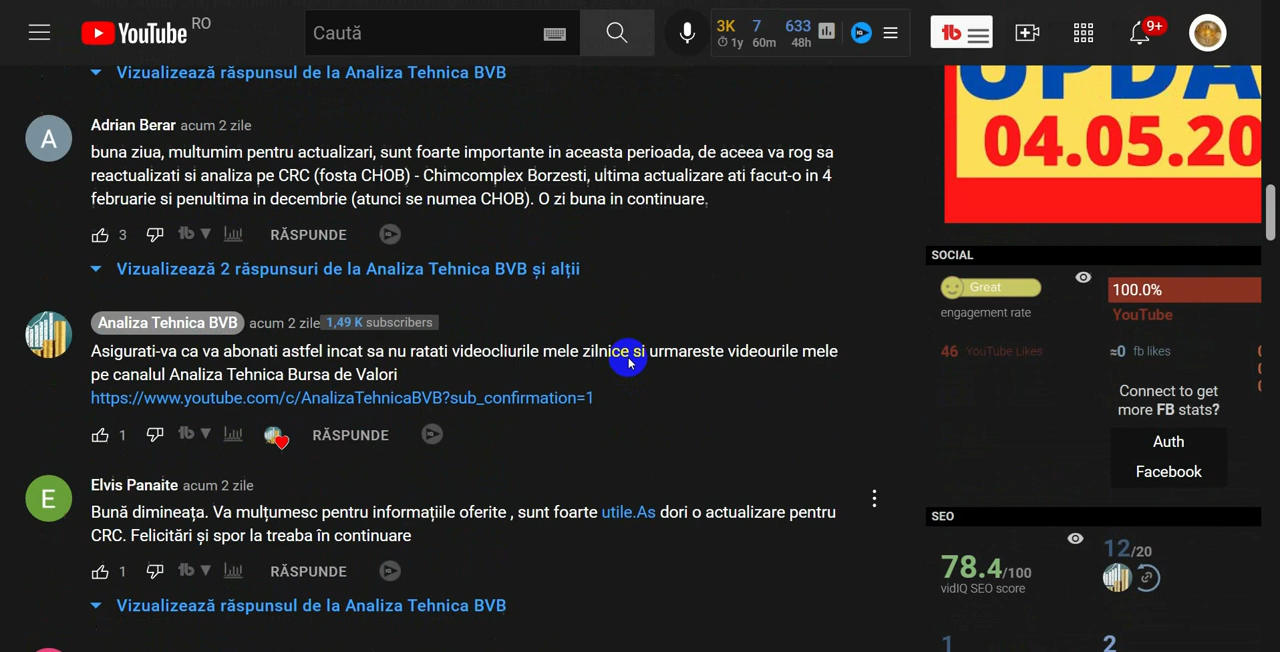 YouTube RO
Caută
3K 7 633
1y 60m 48h
IQ
tb
9+
Vizualizează răspunsul de la Analiza Tehnica BVB
UPDA
04.05.20
A
Adrian Berar acum 2 zile
buna ziua, multumim pentru actualizari, sunt foarte importante in aceasta perioada, de aceea va rog sa
reactualizati si analiza pe CRC (fosta CHOB) - Chimcomplex Borzesti, ultima actualizare ati facut-o in 4
februarie si penultima in decembrie (atunci se numea CHOB). O zi buna in continuare.
3 tb RĂSPUNDE
Vizualizează 2 răspunsuri de la Analiza Tehnica BVB și alții
Analiza Tehnica BVB acum 2 zile 1,49 K subscribers
Asigurati-va ca va abonati astfel incat sa nu ratati videocliurile mele zilnice si urmareste videourile mele
pe canalul Analiza Tehnica Bursa de Valori
https://www.youtube.com/c/AnalizaTehnicaBVB?sub_confirmation=1
1 tb RĂSPUNDE
E
Elvis Panaite acum 2 zile
Bună dimineața. Va mulțumesc pentru informațiile oferite , sunt foarte utile.As dori o actualizare pentru
CRC. Felicitări și spor la treaba în continuare
1 tb RĂSPUNDE
Vizualizează răspunsul de la Analiza Tehnica BVB
SOCIAL
Great
engagement rate
100.0%
YouTube
46 YouTube Likes
≈0 fb likes
Connect to get
more FB stats?
Auth
Facebook
SEO
78.4/100
vidIQ SEO score
12/20
1
2